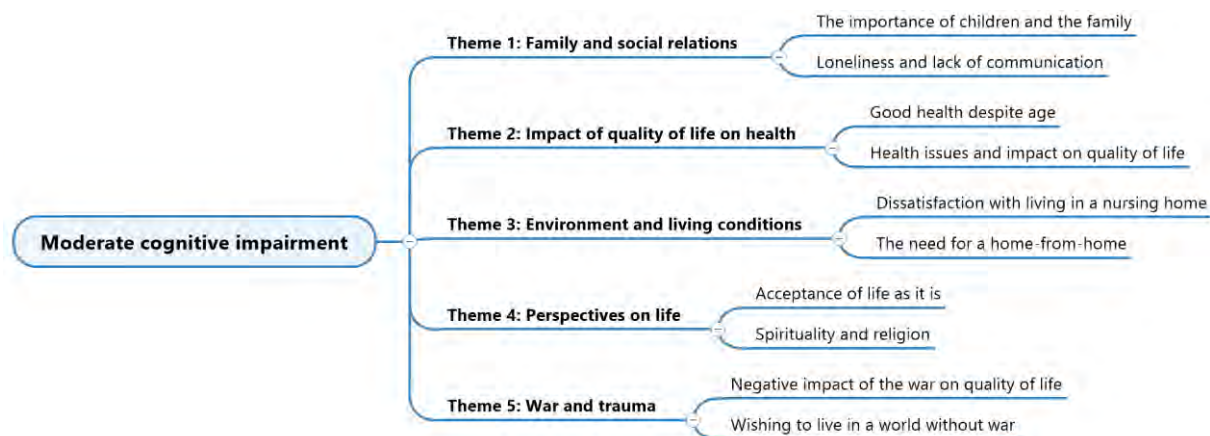 Moderate cognitive impairment
Theme 1: Family and social relations
The importance of children and the family
Loneliness and lack of communication
Theme 2: Impact of quality of life on health
Good health despite age
Health issues and impact on quality of life
Theme 3: Environment and living conditions
Dissatisfaction with living in a nursing home
The need for a home-from-home
Theme 4: Perspectives on life
Acceptance of life as it is
Spirituality and religion
Theme 5: War and trauma
Negative impact of the war on quality of life
Wishing to live in a world without war